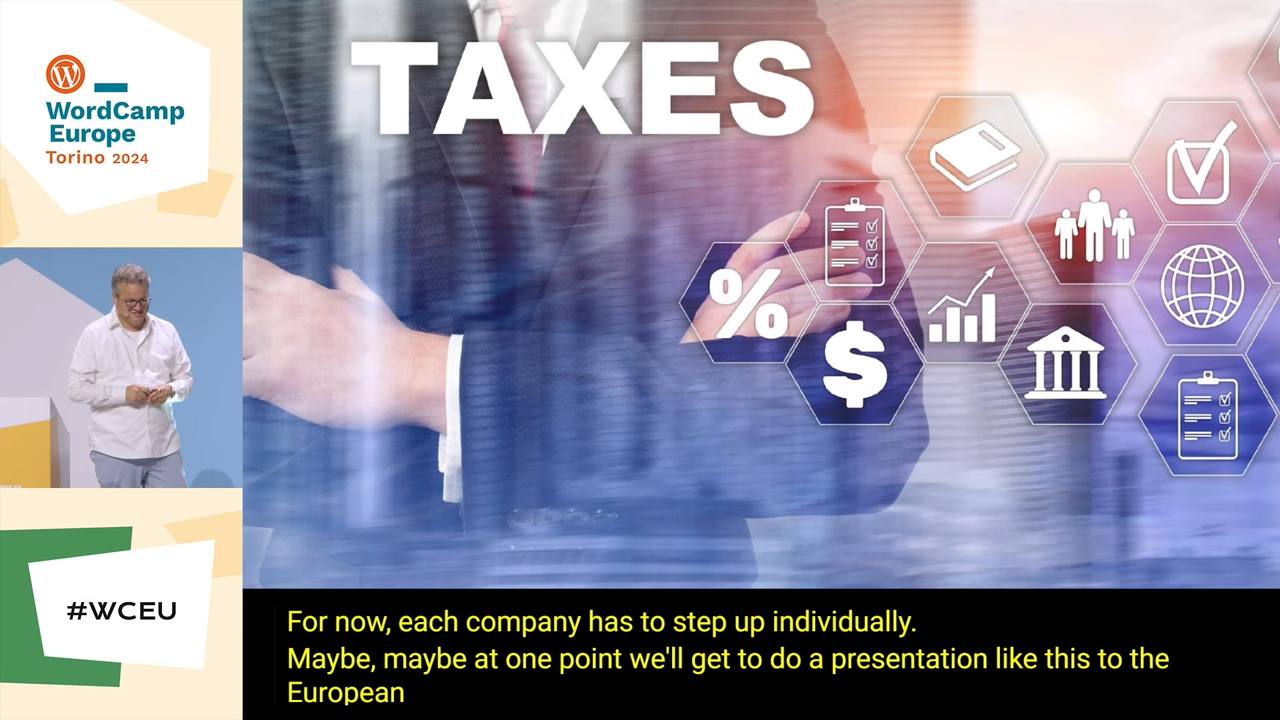 WordCamp
Europe
Torino 2024
TAXES
%
$
#WCEU
For now, each company has to step up individually.
Maybe, maybe at one point we'll get to do a presentation like this to the
European